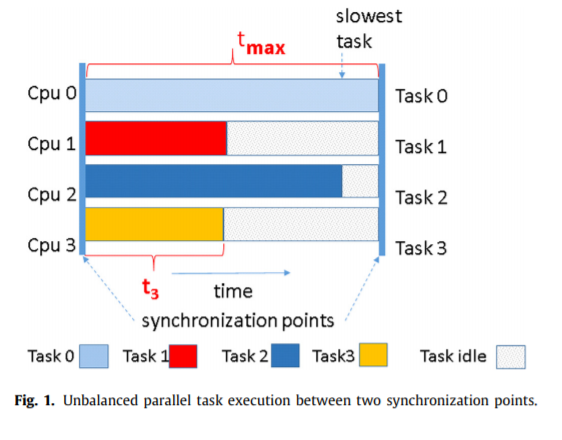 slowest
task
tmax
Cpu 0
Task 0
Cpu 1
Task 1
Cpu 2
Task 2
Cpu 3
Task 3
t3
time
synchronization points
Task 0 Task 1 Task 2 Task3 Task idle
Fig. 1. Unbalanced parallel task execution between two synchronization points.